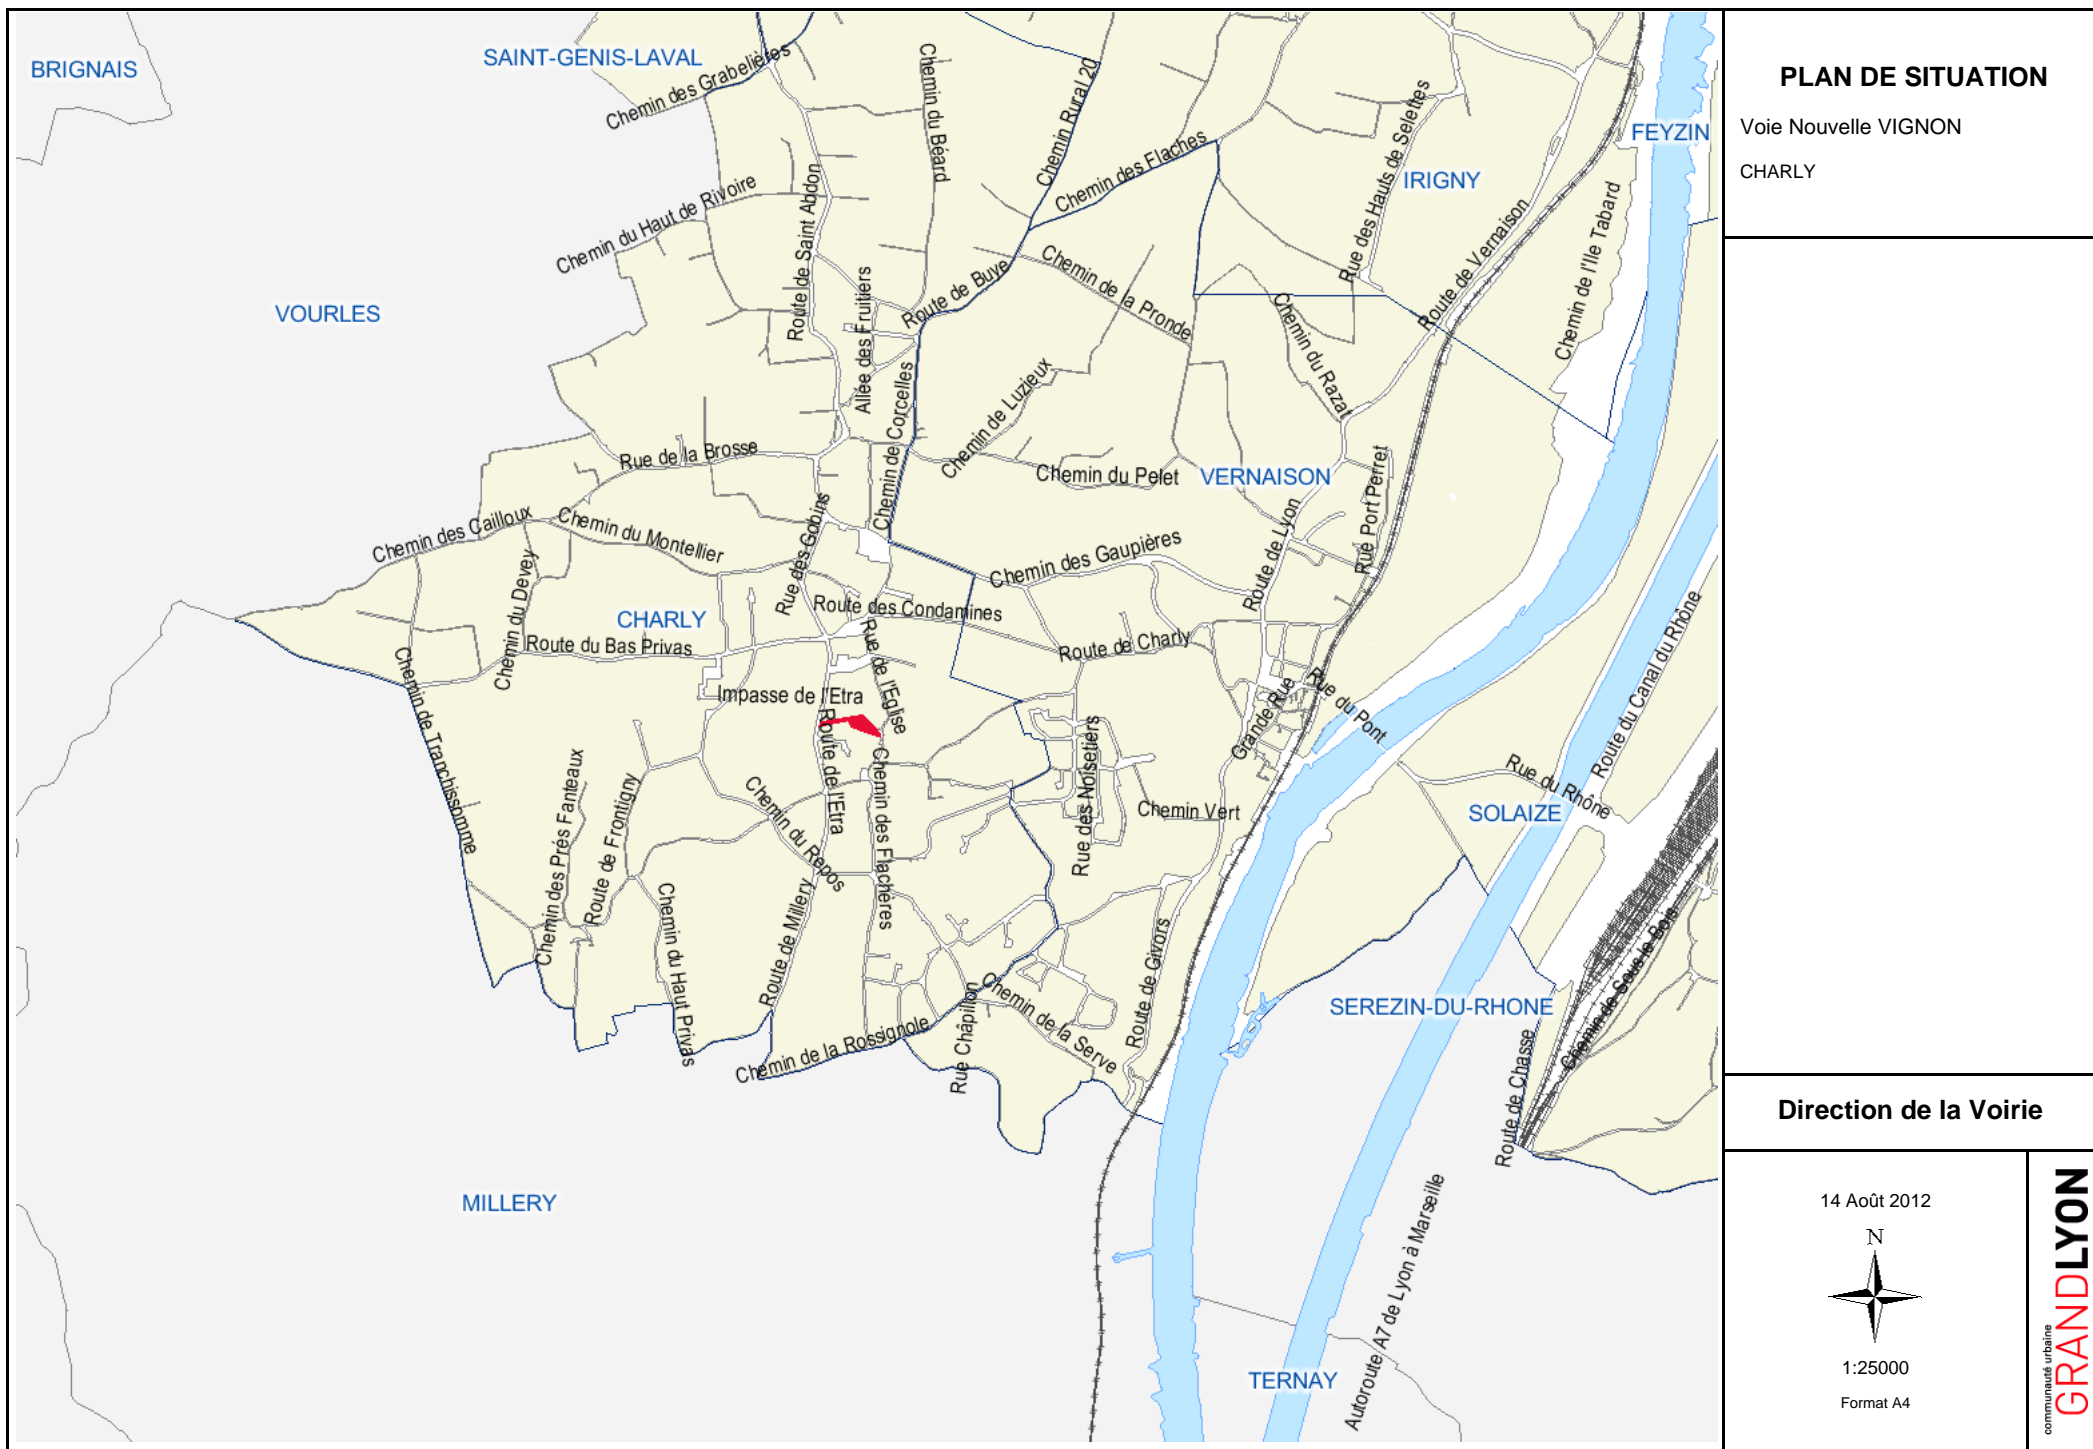 BRIGNAIS
SAINT-GENIS-LAVAL
Chemin des Grabelières
Chemin du Béard
Chemin Rural 20
Chemin des Flaches
Rue des Hauts de Selettes
IRIGNY
FEYZIN
Chemin du Haut de Rivoire
Route de Saint Abdon
Allée des Fruitiers
Route de Buye
Chemin de la Pronde
Chemin du Razat
Route de Vernaison
Chemin de l'Ile Tabard
VOURLES
Chemin de Corcelles
Chemin de Luzieux
Rue de la Brosse
Chemin du Pelet
VERNAISON
Rue Port Perret
Chemin des Cailloux
Chemin du Montellier
Rue des Gobins
Chemin des Gaupières
Route de Lyon
Chemin du Devey
CHARLY
Route des Condamines
Route du Bas Privas
Rue de l'Eglise
Route de Charly
Route du Canal du Rhône
Chemin de Tranchissomme
Impasse de l'Etra
Route de l'Etra
Grande Rue
Rue du Pont
Rue des Noisetiers
Chemin Vert
Rue du Rhône
SOLAIZE
Chemin des Prés Fanteaux
Route de Frontigny
Chemin du Repos
Chemin des Flachères
Chemin du Haut Privas
Route de Millery
Route de Givors
Chemin de la Rossignole
Rue Châpillon
Chemin de la Serve
SEREZIN-DU-RHONE
Chemin de Sous le Bois
Route de Chasse
MILLERY
Autoroute A7 de Lyon à Marseille
TERNAY
PLAN DE SITUATION
Voie Nouvelle VIGNON
CHARLY
Direction de la Voirie
14 Août 2012
N
1:25000
Format A4
communauté urbaine
GRANDLYON